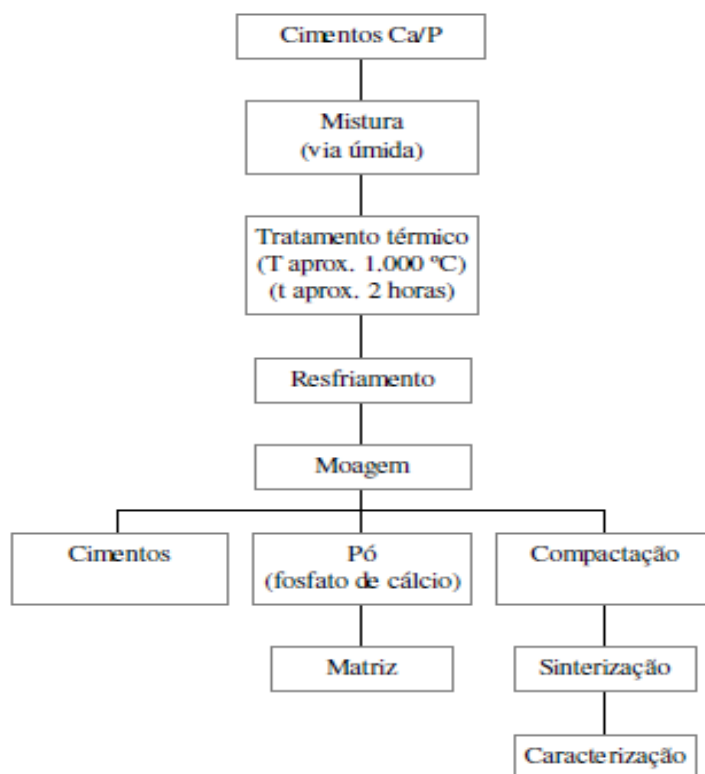 Cimentos Ca/P
Mistura
(via úmida)
Tratamento térmico
(T aprox. 1.000 ºC)
(t aprox. 2 horas)
Resfriamento
Moagem
Cimentos
Pó
(fosfato de cálcio)
Compactação
Matriz
Sinterização
Caracterização